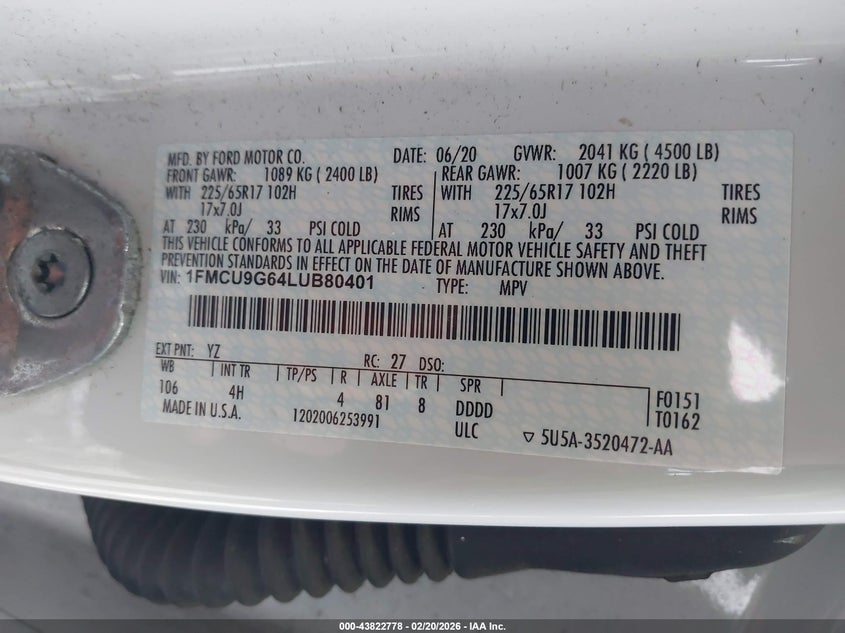 MFD. BY FORD MOTOR CO. DATE: 06/20 GVWR: 2041 KG ( 4500 LB)
FRONT GAWR: 1089 KG ( 2400 LB) REAR GAWR: 1007 KG ( 2220 LB)
WITH 225/65R17 102H TIRES WITH 225/65R17 102H TIRES
17x7.0J RIMS 17x7.0J RIMS
AT 230 kPa/ 33 PSI COLD AT 230 kPa/ 33 PSI COLD
THIS VEHICLE CONFORMS TO ALL APPLICABLE FEDERAL MOTOR VEHICLE SAFETY AND THEFT
PREVENTION STANDARDS IN EFFECT ON THE DATE OF MANUFACTURE SHOWN ABOVE.
VIN: 1FMCU9G64LUB80401 TYPE: MPV
EXT PNT: YZ RC: 27 DSO:
WB INT TR TP/PS R AXLE TR SPR
106 4H 4 81 8 DDDD F0151
MADE IN U.S.A. 1202006253991 ULC T0162
▽ 5U5A-3520472-AA
000-43822778 - 02/20/2026 - IAA Inc.